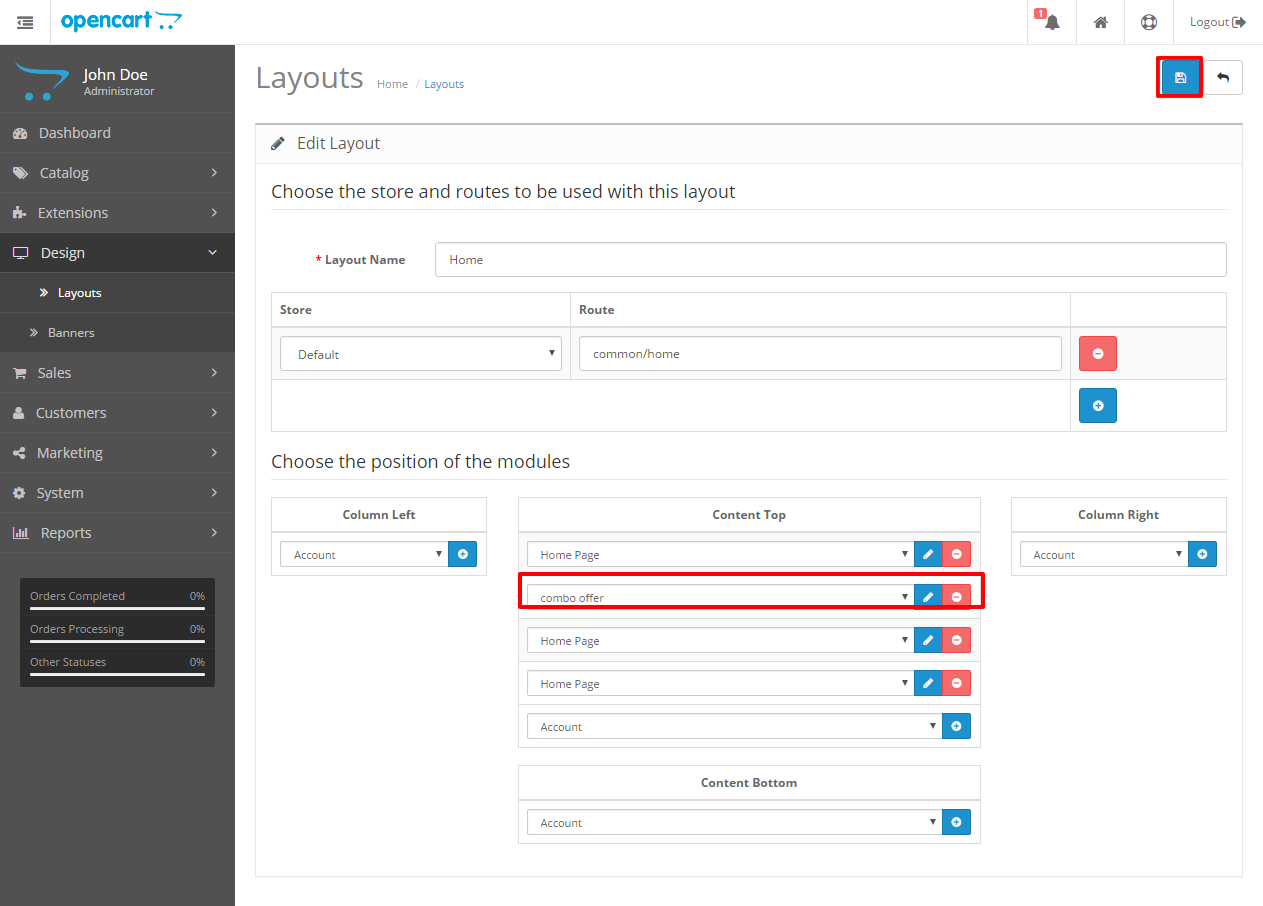 opencart
1
Logout
John Doe
Administrator
Dashboard
Catalog
Extensions
Design
Layouts
Banners
Sales
Customers
Marketing
System
Reports
Orders Completed 0%
Orders Processing 0%
Other Statuses 0%
Layouts Home / Layouts
Edit Layout
Choose the store and routes to be used with this layout
* Layout Name Home
Store Route
Default common/home
Choose the position of the modules
Column Left
Account
Content Top
Home Page
combo offer
Home Page
Home Page
Account
Content Bottom
Account
Column Right
Account